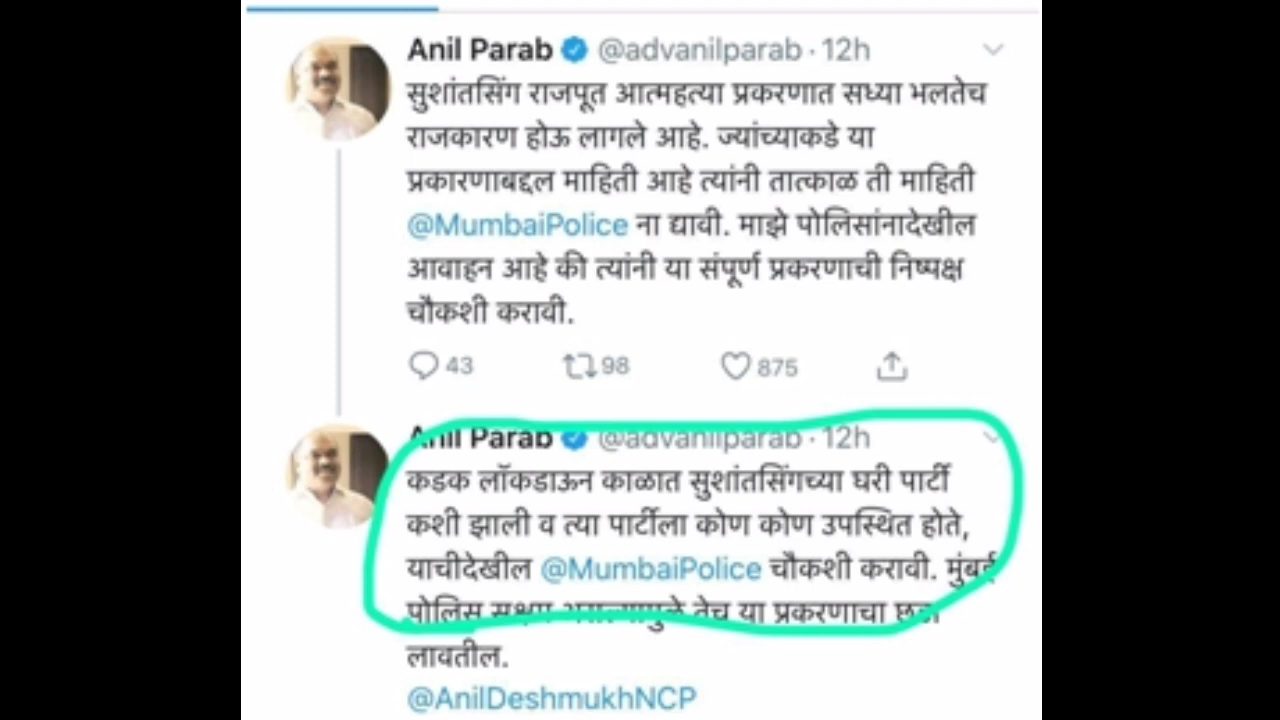 Anil Parab @advanilparab · 12h
सुशांतसिंग राजपूत आत्महत्या प्रकरणात सध्या भलतेच
राजकारण होऊ लागले आहे. ज्यांच्याकडे या
प्रकारणाबद्दल माहिती आहे त्यांनी तात्काळ ती माहिती
@MumbaiPolice ना द्यावी. माझे पोलिसांनादेखील
आवाहन आहे की त्यांनी या संपूर्ण प्रकरणाची निष्पक्ष
चौकशी करावी.
43 98 875
Anil Parab @advanilparab · 12h
कडक लॉकडाऊन काळात सुशांतसिंगच्या घरी पार्टी
कशी झाली व त्या पार्टीला कोण कोण उपस्थित होते,
याचीदेखील @MumbaiPolice चौकशी करावी. मुंबई
पोलिस सक्षम असल्यामुळे तेच या प्रकरणाचा छडा
लावतील.
@AnilDeshmukhNCP